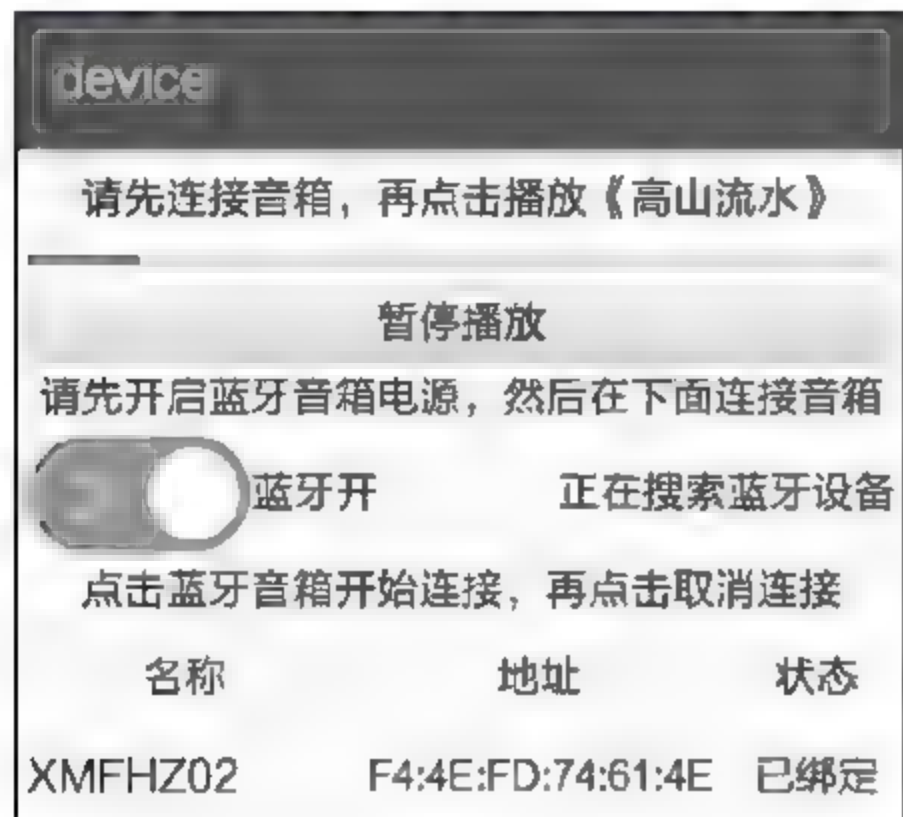 device
请先连接音箱，再点击播放《高山流水》
暂停播放
请先开启蓝牙音箱电源，然后在下面连接音箱
蓝牙开 正在搜索蓝牙设备
点击蓝牙音箱开始连接，再点击取消连接
名称 地址 状态
XMFHZ02 F4:4E:FD:74:61:4E 已绑定